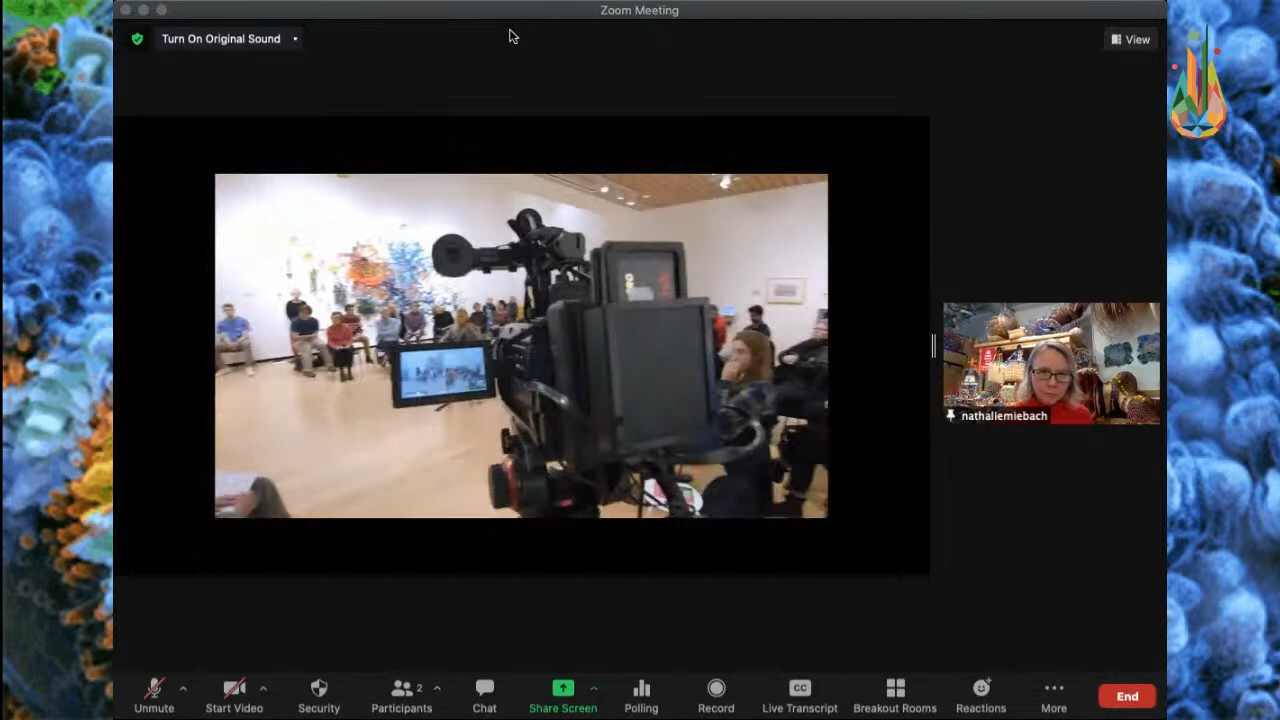 Zoom Meeting
Turn On Original Sound
View
nathaliemiebach
Unmute
Start Video
Security
Participants
2
Chat
Share Screen
Polling
Record
CC
Live Transcript
Breakout Rooms
Reactions
More
End